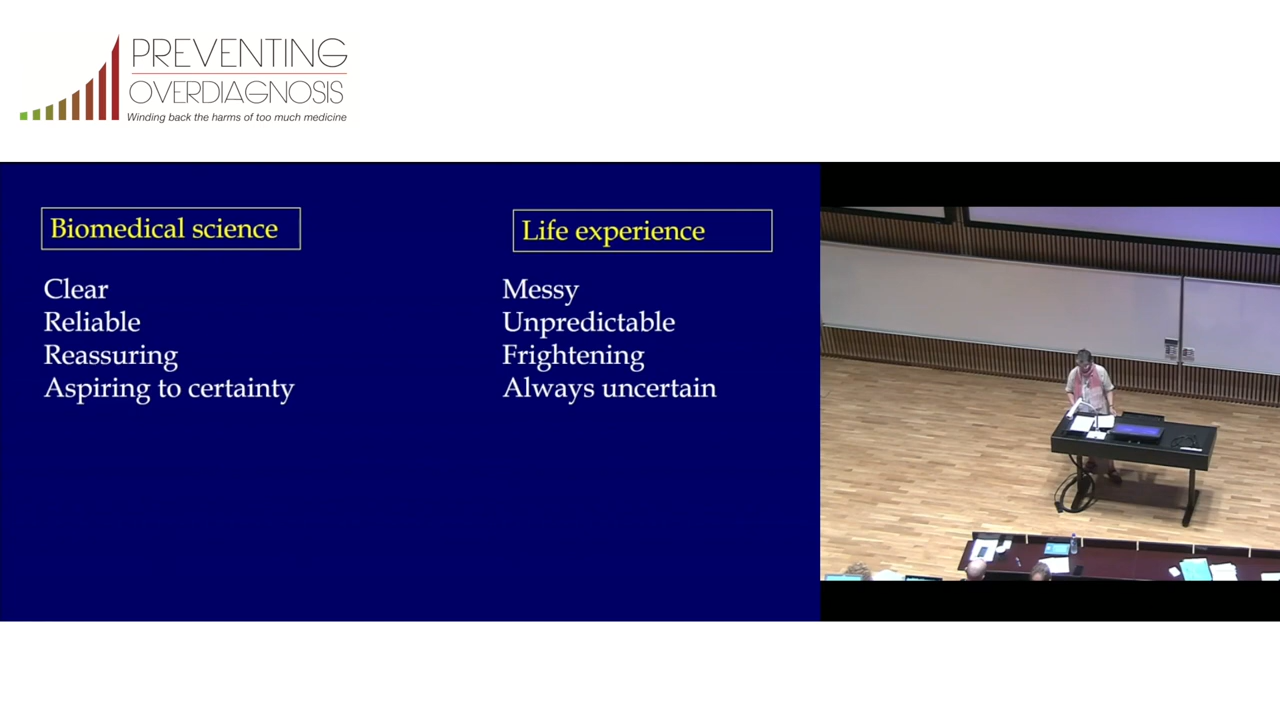 PREVENTING
OVERDIAGNOSIS
Winding back the harms of too much medicine
Biomedical science
Clear
Reliable
Reassuring
Aspiring to certainty
Life experience
Messy
Unpredictable
Frightening
Always uncertain